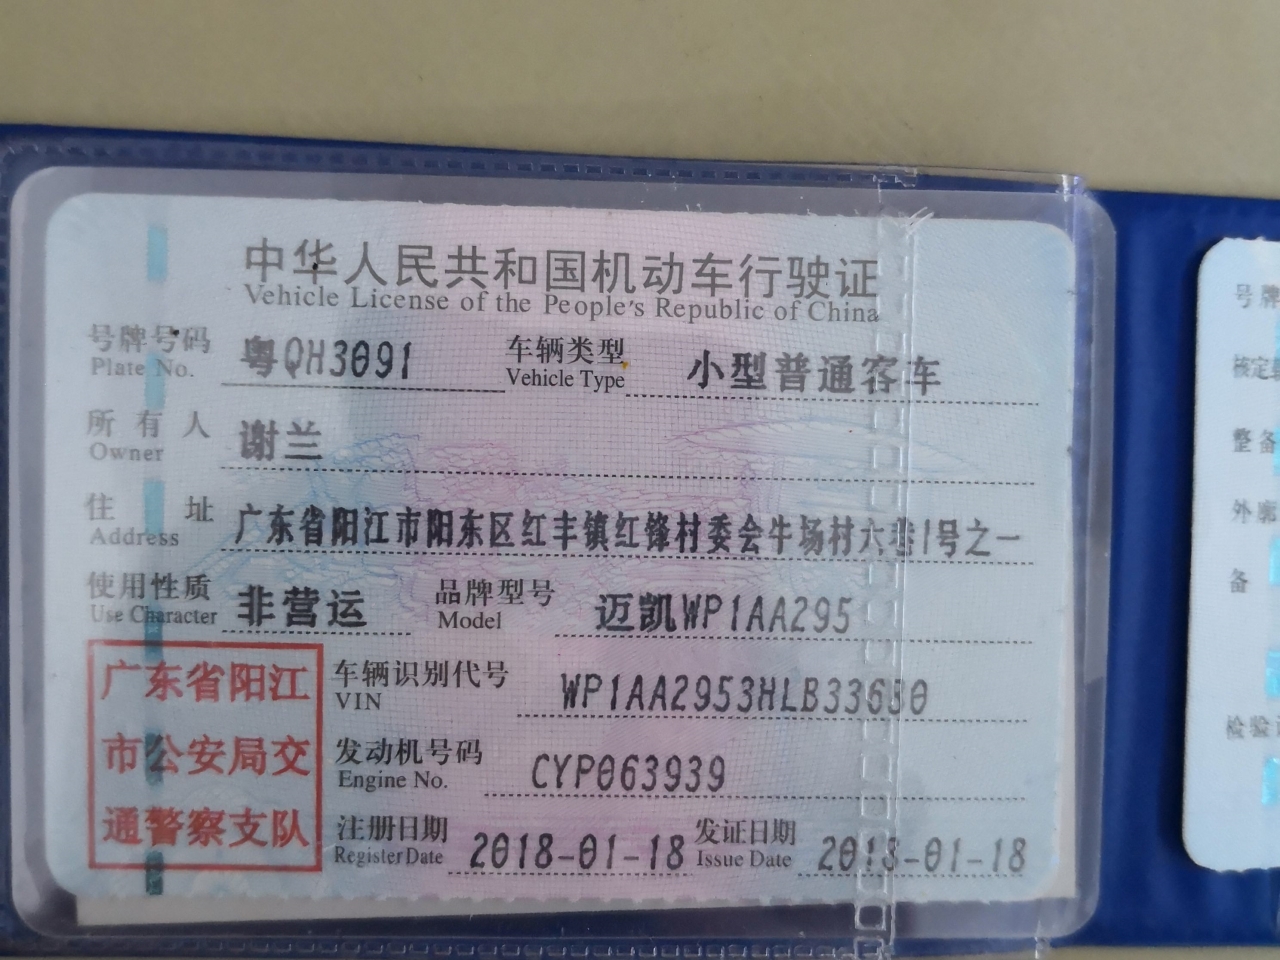 中华人民共和国机动车行驶证
Vehicle License of the People's Republic of China
号牌号码 粤QH3091 车辆类型 小型普通客车
Plate No. Vehicle Type
所有人 谢兰
Owner
住址 广东省阳江市阳东区红丰镇红锋村委会牛场村六巷1号之一
Address
使用性质 非营运 品牌型号 迈凯WP1AA295
Use Character Model
车辆识别代号 WP1AA2953HLB33650
VIN
发动机号码 CYP063939
Engine No.
注册日期 2018-01-18 发证日期 2018-01-18
Register Date Issue Date
广东省阳江
市公安局交
通警察支队
号牌
核定
整备
外廓
备
检验